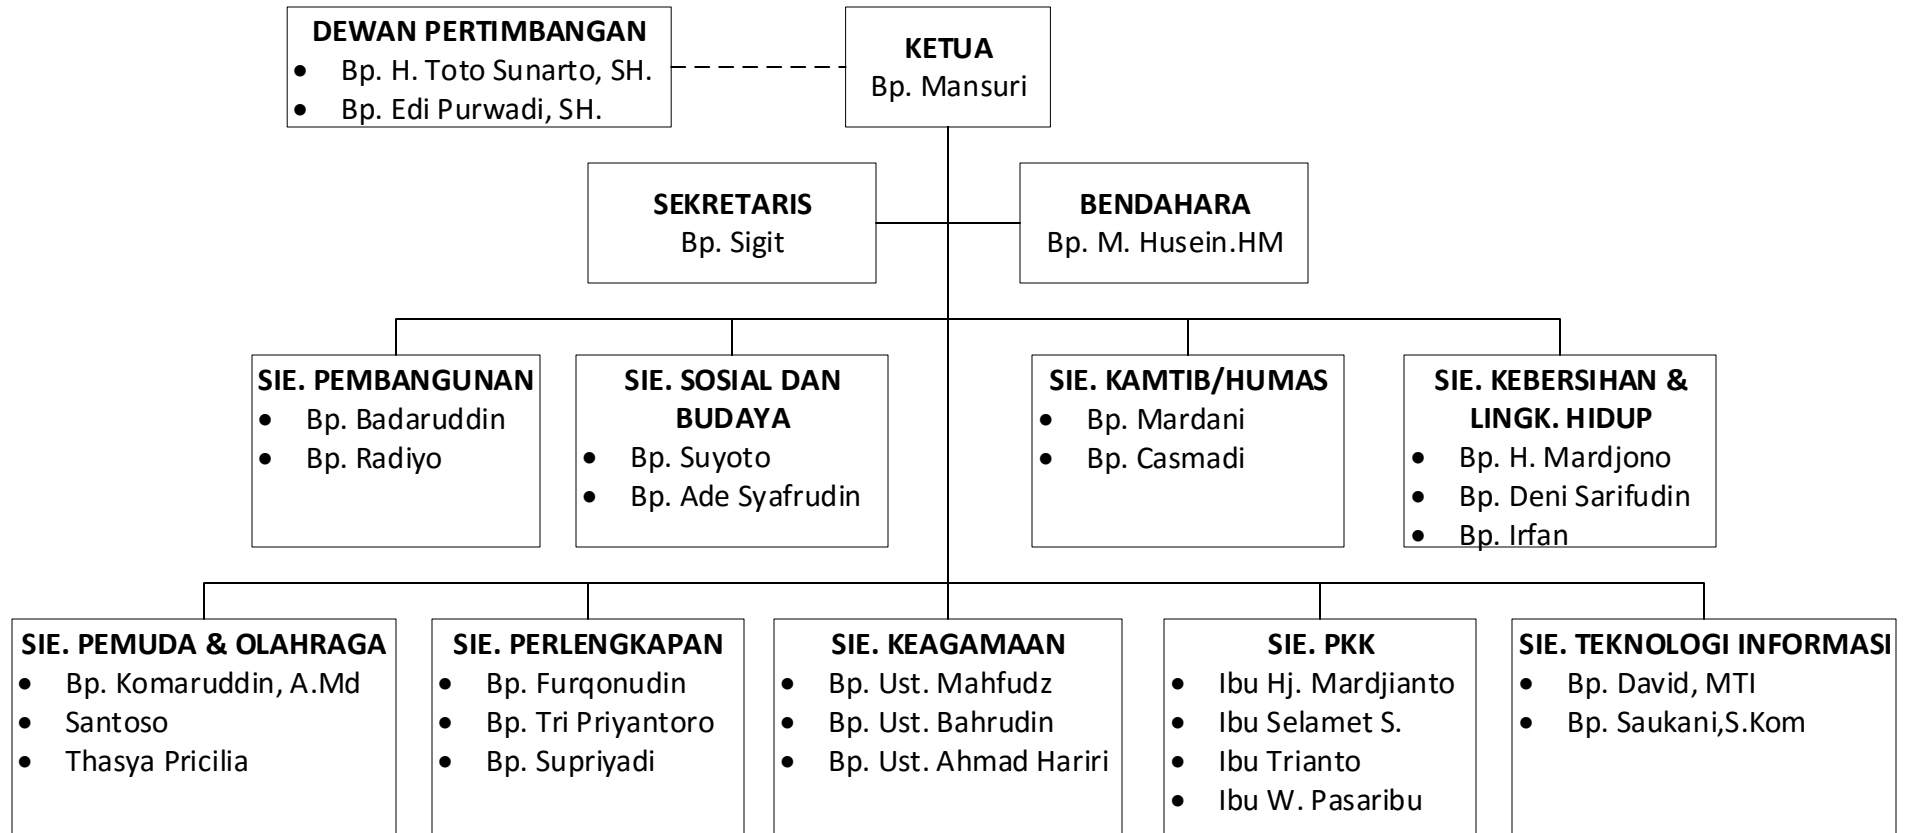 DEWAN PERTIMBANGAN
• Bp. H. Toto Sunarto, SH.
• Bp. Edi Purwadi, SH.
KETUA
Bp. Mansuri
SEKRETARIS
Bp. Sigit
BENDAHARA
Bp. M. Husein.HM
SIE. PEMBANGUNAN
• Bp. Badaruddin
• Bp. Radiyo
SIE. SOSIAL DAN
BUDAYA
• Bp. Suyoto
• Bp. Ade Syafrudin
SIE. KAMTIB/HUMAS
• Bp. Mardani
• Bp. Casmadi
SIE. KEBERSIHAN &
LINGK. HIDUP
• Bp. H. Mardjono
• Bp. Deni Sarifudin
• Bp. Irfan
SIE. PEMUDA & OLAHRAGA
• Bp. Komaruddin, A.Md
• Santoso
• Thasya Pricilia
SIE. PERLENGKAPAN
• Bp. Furqonudin
• Bp. Tri Priyantoro
• Bp. Supriyadi
SIE. KEAGAMAAN
• Bp. Ust. Mahfudz
• Bp. Ust. Bahrudin
• Bp. Ust. Ahmad Hariri
SIE. PKK
• Ibu Hj. Mardjianto
• Ibu Selamet S.
• Ibu Trianto
• Ibu W. Pasaribu
SIE. TEKNOLOGI INFORMASI
• Bp. David, MTI
• Bp. Saukani,S.Kom